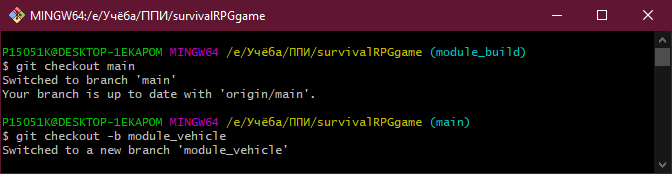 MINGW64:/e/Учёба/ППИ/survivalRPGgame
P15051K@DESKTOP-1EKAPOM MINGW64 /e/Учёба/ППИ/survivalRPGgame (module_build)
$ git checkout main
Switched to branch 'main'
Your branch is up to date with 'origin/main'.
P15051K@DESKTOP-1EKAPOM MINGW64 /e/Учёба/ППИ/survivalRPGgame (main)
$ git checkout -b module_vehicle
Switched to a new branch 'module_vehicle'